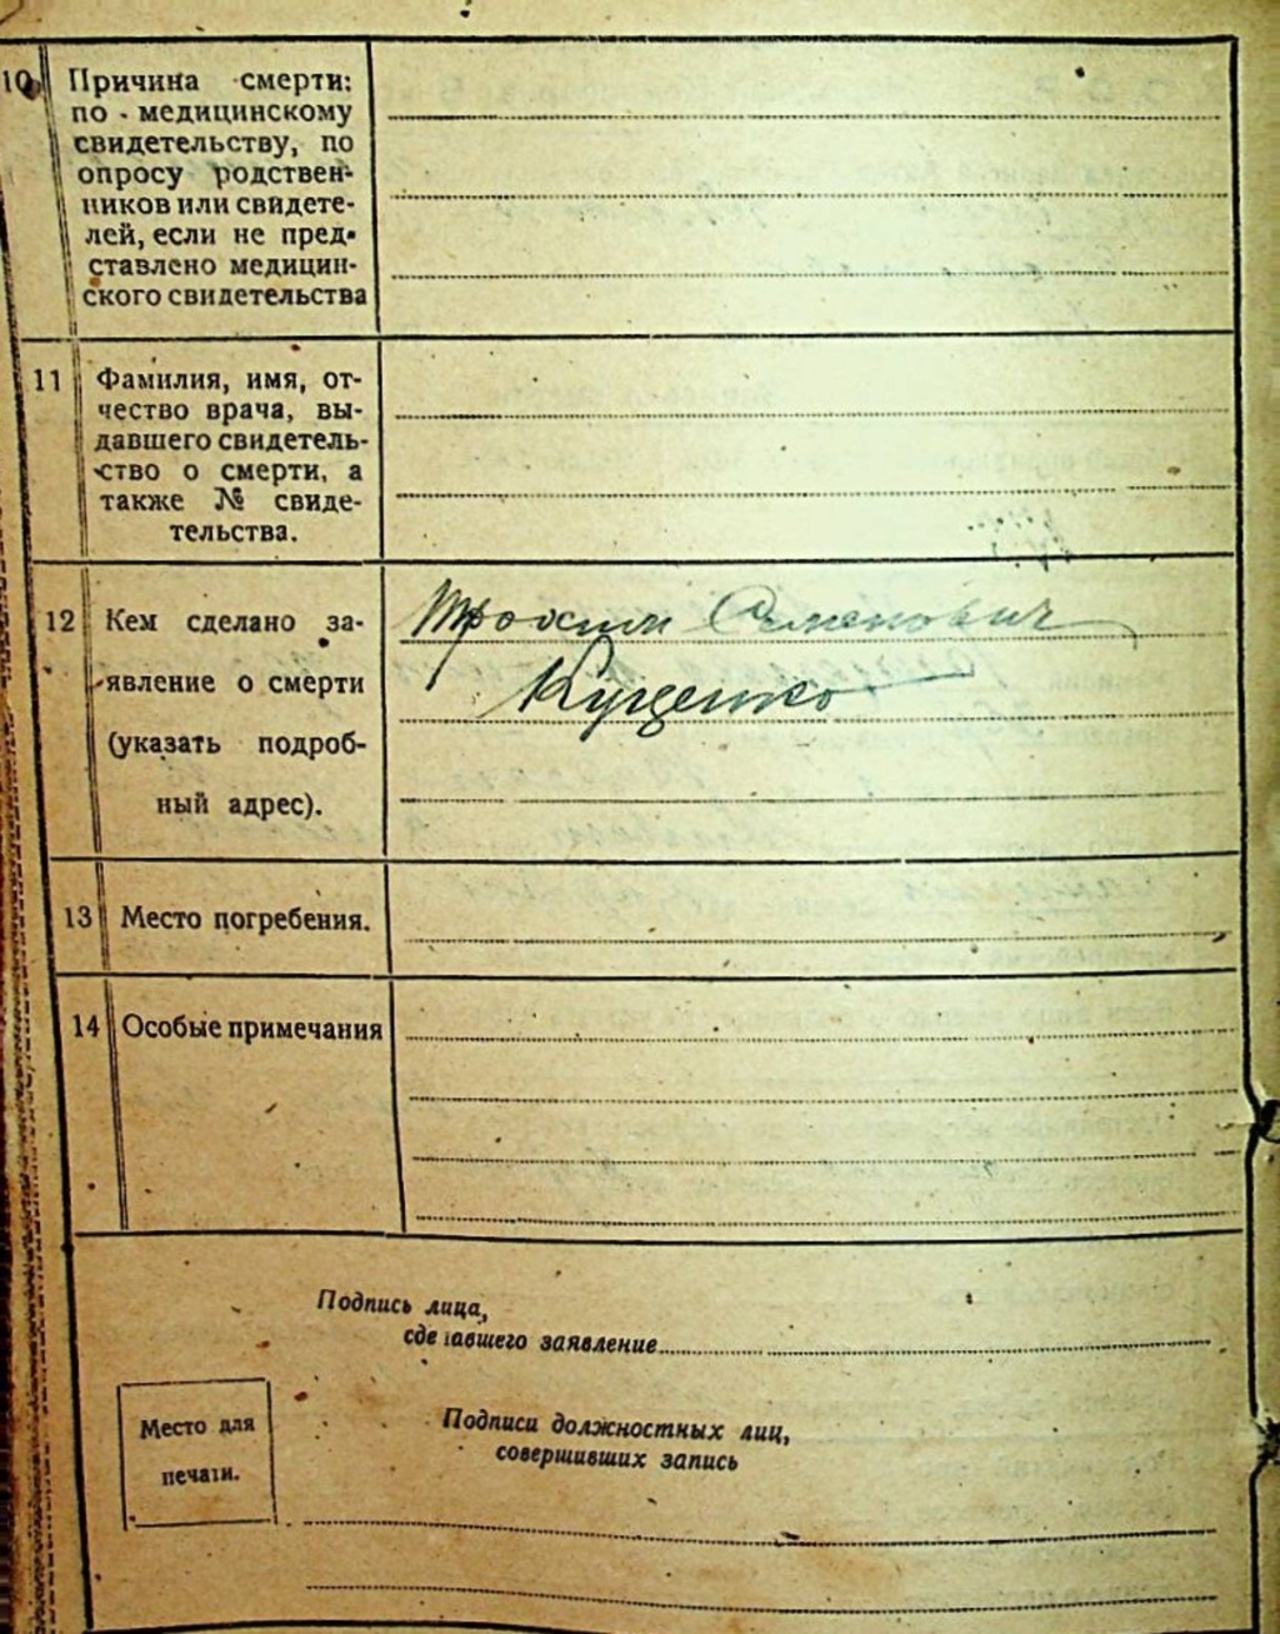 10 Причина смерти:
по - медицинскому
свидетельству, по
опросу родствен-
ников или свидете-
лей, если не пред-
ставлено медицин-
ского свидетельства
11 Фамилия, имя, от-
чество врача, вы-
давшего свидетель-
ство о смерти, а
также № свиде-
тельства.
12 Кем сделано за-
явление о смерти
(указать подроб-
ный адрес).
Трохим Семенович
Куценко
13 Место погребения.
14 Особые примечания
Подпись лица,
сделавшего заявление
Место для
печати.
Подписи должностных лиц,
совершивших запись